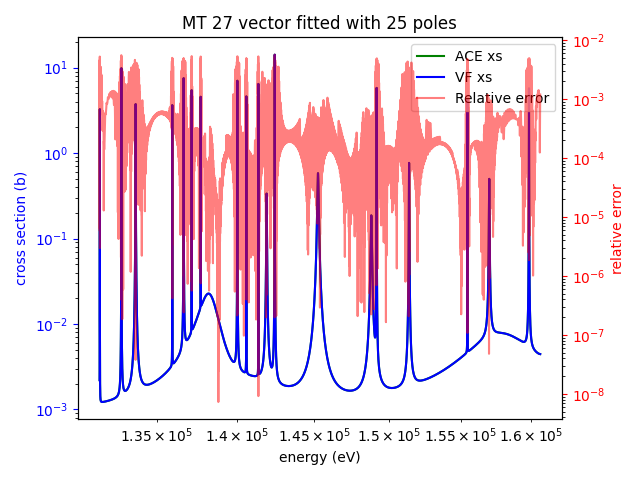 MT 27 vector fitted with 25 poles
ACE xs
VF xs
Relative error
cross section (b)
10¹
10⁰
10⁻¹
10⁻²
10⁻³
relative error
10⁻²
10⁻³
10⁻⁴
10⁻⁵
10⁻⁶
10⁻⁷
10⁻⁸
1.35 × 10⁵ 1.4 × 10⁵ 1.45 × 10⁵ 1.5 × 10⁵ 1.55 × 10⁵ 1.6 × 10⁵
energy (eV)